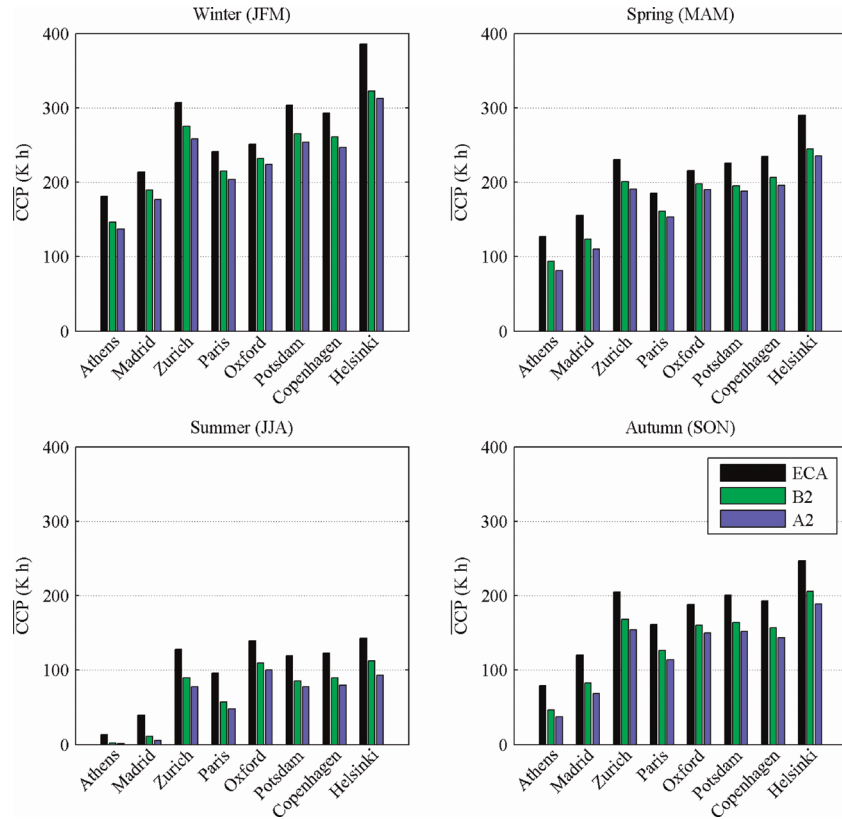 Winter (JFM)
400
300
200
100
0
CCP (K h)
Athens
Madrid
Zurich
Paris
Oxford
Potsdam
Copenhagen
Helsinki
Spring (MAM)
400
300
200
100
0
CCP (K h)
Athens
Madrid
Zurich
Paris
Oxford
Potsdam
Copenhagen
Helsinki
Summer (JJA)
400
300
200
100
0
CCP (K h)
Athens
Madrid
Zurich
Paris
Oxford
Potsdam
Copenhagen
Helsinki
Autumn (SON)
400
300
200
100
0
CCP (K h)
ECA
B2
A2
Athens
Madrid
Zurich
Paris
Oxford
Potsdam
Copenhagen
Helsinki